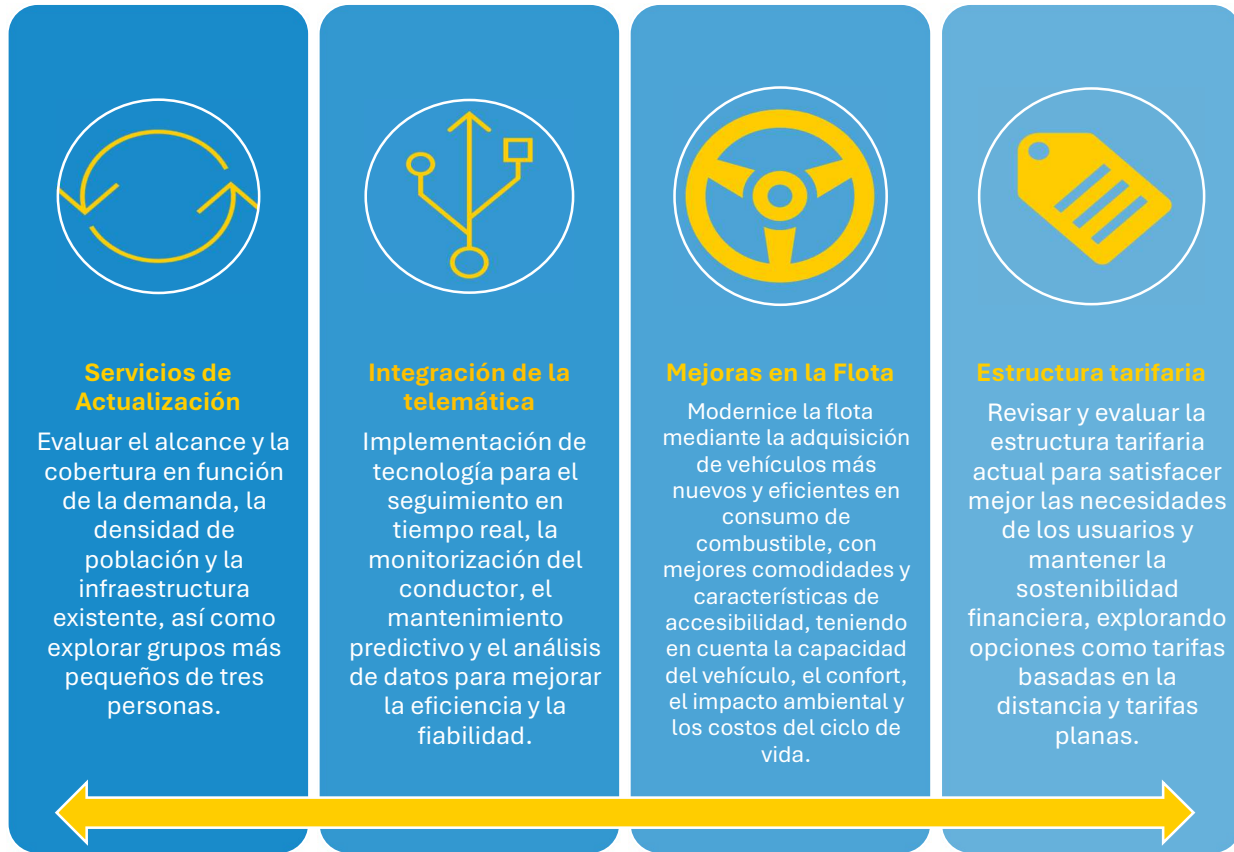 Servicios de
Actualización
Evaluar el alcance y la
cobertura en función
de la demanda, la
densidad de
población y la
infraestructura
existente, así como
explorar grupos más
pequeños de tres
personas.
Integración de la
telemática
Implementación de
tecnología para el
seguimiento en
tiempo real, la
monitorización del
conductor, el
mantenimiento
predictivo y el análisis
de datos para mejorar
la eficiencia y la
fiabilidad.
Mejoras en la Flota
Modernice la flota
mediante la adquisición
de vehículos más
nuevos y eficientes en
consumo de
combustible, con
mejores comodidades y
características de
accesibilidad, teniendo
en cuenta la capacidad
del vehículo, el confort,
el impacto ambiental y
los costos del ciclo de
vida.
Estructura tarifaria
Revisar y evaluar la
estructura tarifaria
actual para satisfacer
mejor las necesidades
de los usuarios y
mantener la
sostenibilidad
financiera, explorando
opciones como tarifas
basadas en la
distancia y tarifas
planas.